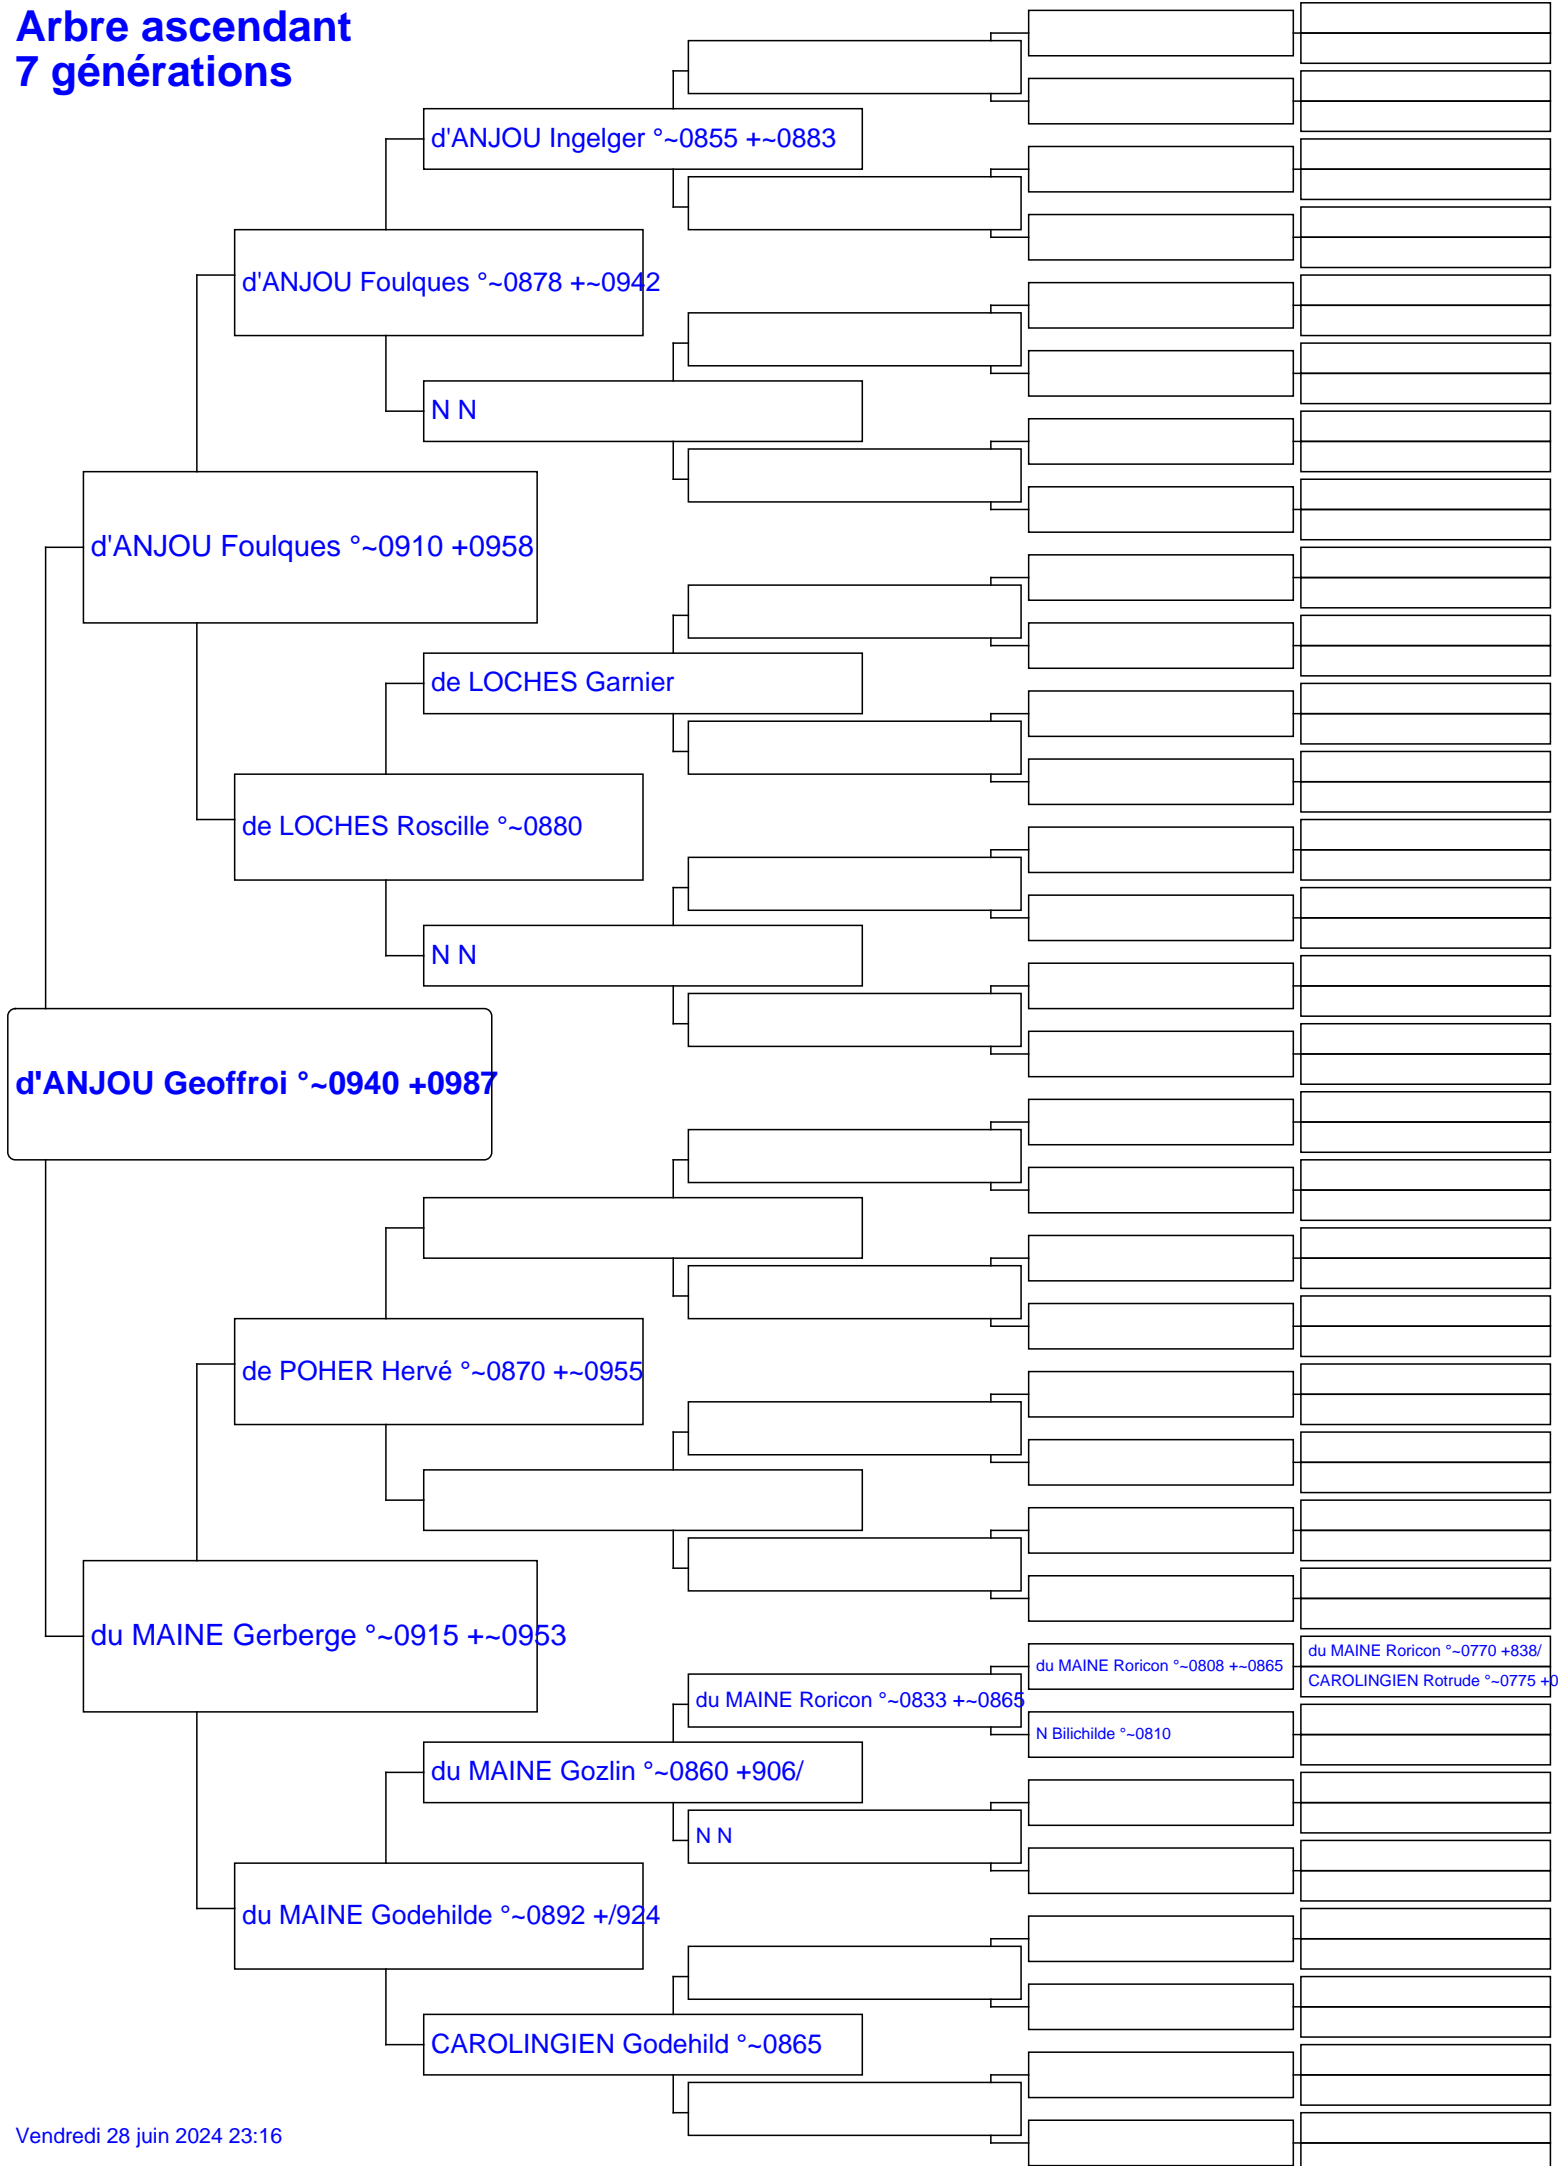 Arbre ascendant
7 générations
d'ANJOU Ingelger °~0855 +~0883
d'ANJOU Foulques °~0878 +~0942
N N
d'ANJOU Foulques °~0910 +0958
de LOCHES Garnier
de LOCHES Roscille °~0880
N N
d'ANJOU Geoffroi °~0940 +0987
de POHER Hervé °~0870 +~0955
du MAINE Gerberge °~0915 +~0953
du MAINE Roricon °~0770 +838/
du MAINE Roricon °~0808 +~0865
CAROLINGIEN Rotrude °~0775 +0
du MAINE Roricon °~0833 +~0865
N Bilichilde °~0810
du MAINE Gozlin °~0860 +906/
N N
du MAINE Godehilde °~0892 +/924
CAROLINGIEN Godehild °~0865
Vendredi 28 juin 2024 23:16